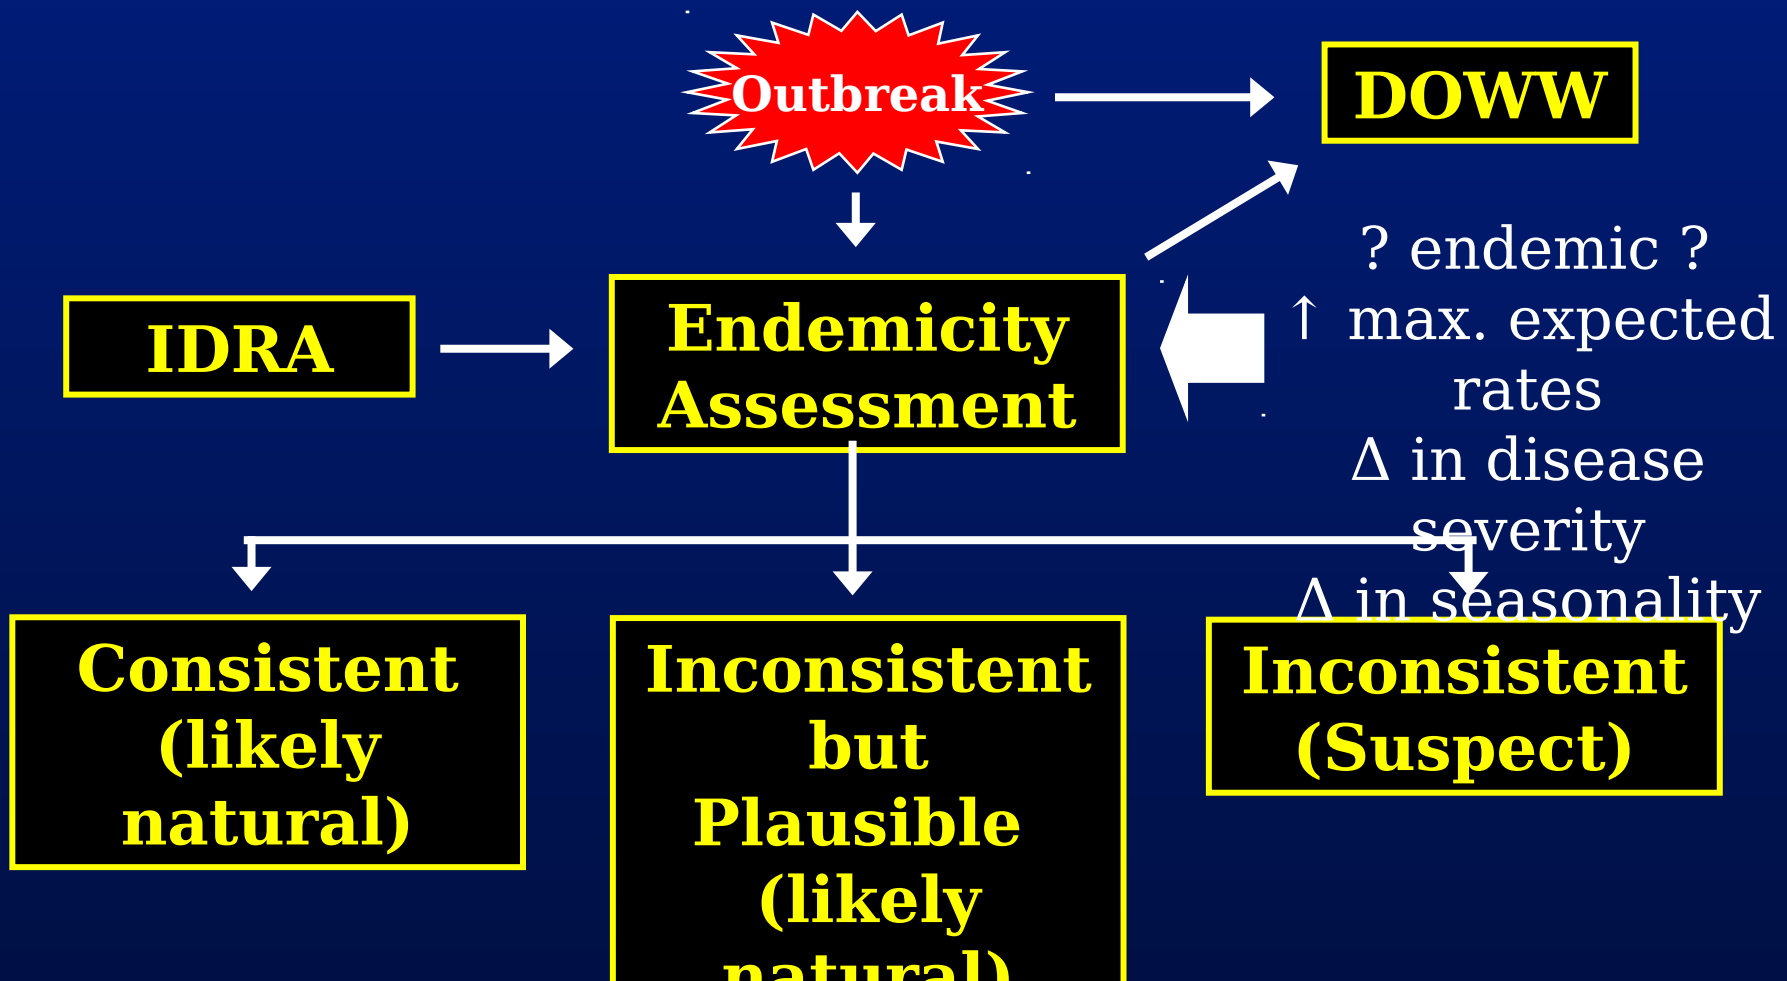 Outbreak
DOWW
? endemic ?
↑ max. expected
rates
Δ in disease
severity
Δ in seasonality
IDRA
Endemicity
Assessment
Consistent
(likely
natural)
Inconsistent
but
Plausible
(likely
natural)
Inconsistent
(Suspect)